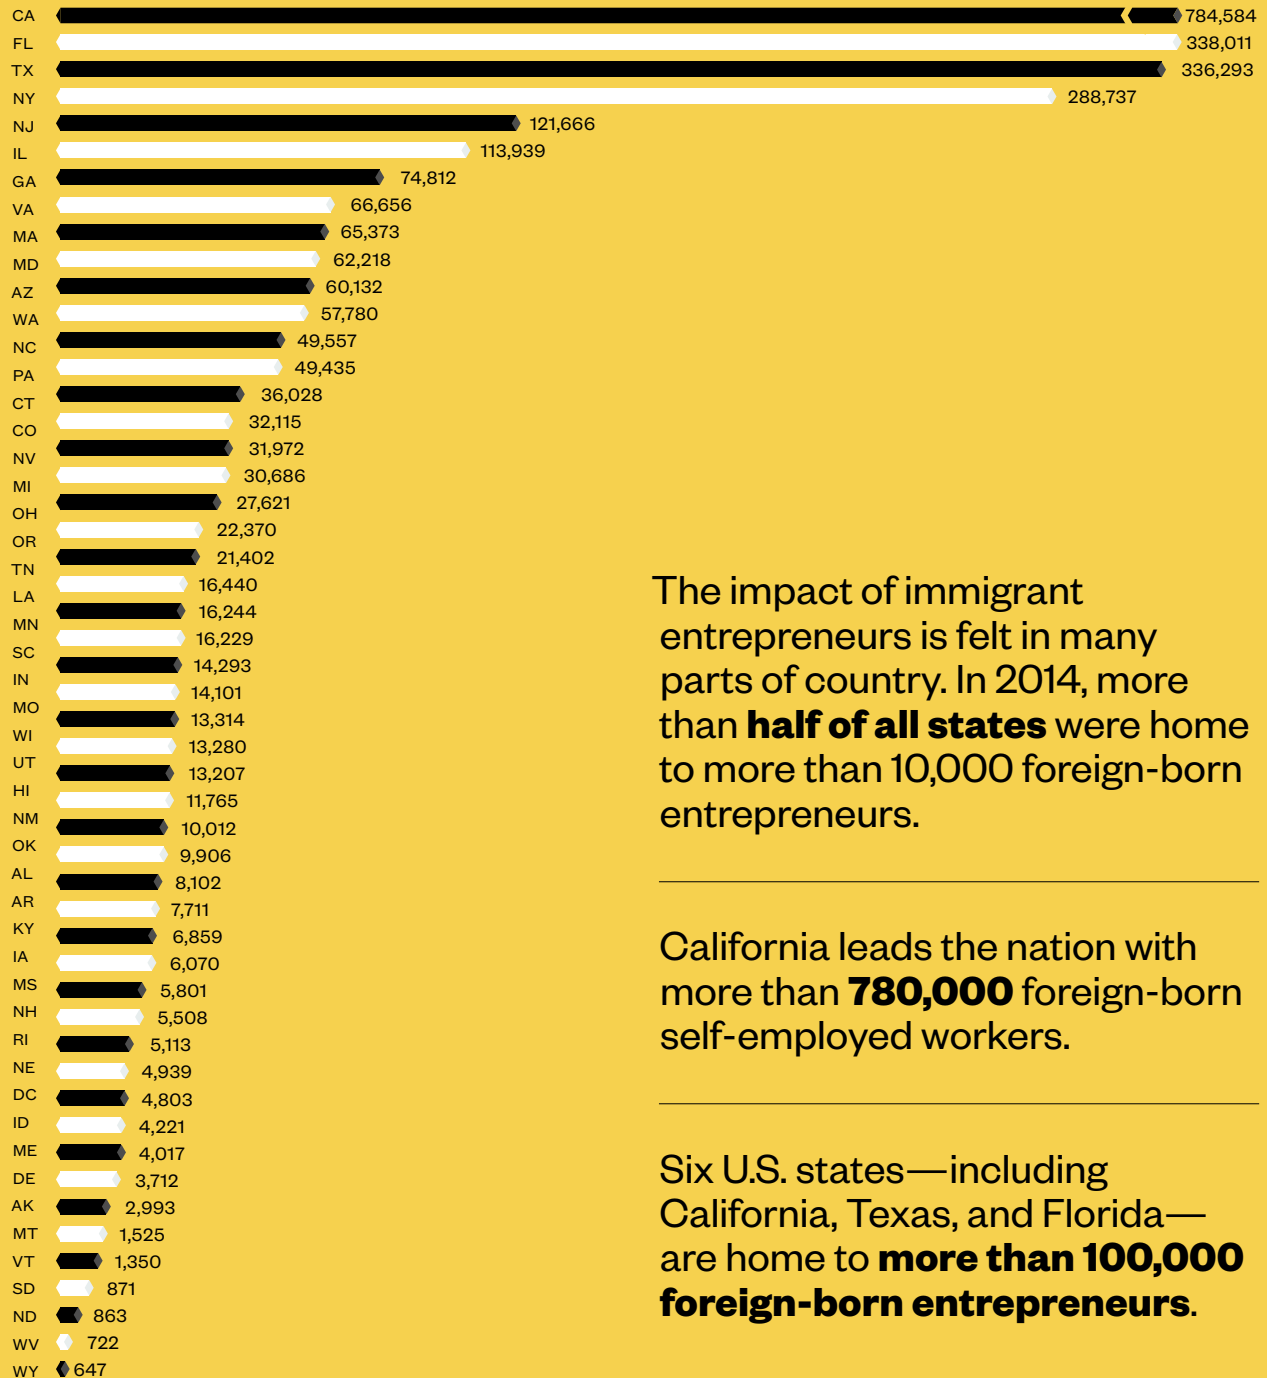 CA 784,584
FL 338,011
TX 336,293
NY 288,737
NJ 121,666
IL 113,939
GA 74,812
VA 66,656
MA 65,373
MD 62,218
AZ 60,132
WA 57,780
NC 49,557
PA 49,435
CT 36,028
CO 32,115
NV 31,972
MI 30,686
OH 27,621
OR 22,370
TN 21,402
LA 16,440
MN 16,244
16,229
SC 14,293
IN 14,101
MO 13,314
WI 13,280
UT 13,207
HI 11,765
NM 10,012
OK 9,906
AL 8,102
AR 7,711
KY 6,859
IA 6,070
MS 5,801
NH 5,508
RI 5,113
NE 4,939
DC 4,803
ID 4,221
ME 4,017
DE 3,712
AK 2,993
MT 1,525
VT 1,350
SD 871
ND 863
WV 722
WY 647
The impact of immigrant
entrepreneurs is felt in many
parts of country. In 2014, more
than half of all states were home
to more than 10,000 foreign-born
entrepreneurs.
California leads the nation with
more than 780,000 foreign-born
self-employed workers.
Six U.S. states—including
California, Texas, and Florida—
are home to more than 100,000
foreign-born entrepreneurs.